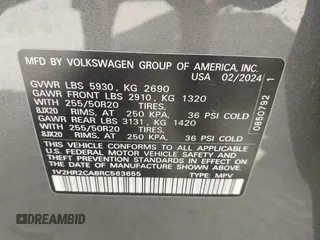 MFD BY VOLKSWAGEN GROUP OF AMERICA, INC.
USA 02/2024
GVWR LBS 5930, KG 2690
GAWR FRONT LBS 2910, KG 1320
WITH 255/50R20 TIRES,
8JX20 RIMS, AT 250 KPA. 36 PSI COLD
GAWR REAR LBS 3131, KG 1420
WITH 255/50R20 TIRES,
8JX20 RIMS, AT 250 KPA. 36 PSI COLD
THIS VEHICLE CONFORMS TO ALL APPLICABLE
U.S. FEDERAL MOTOR VEHICLE SAFETY AND
THEFT PREVENTION STANDARDS IN EFFECT ON THE
DATE OF MANUFACTURE SHOWN ABOVE.
1V2HR2CA8RC563655 TYPE: MPV
0850792 1
1DREAMBID
1DREAMBID